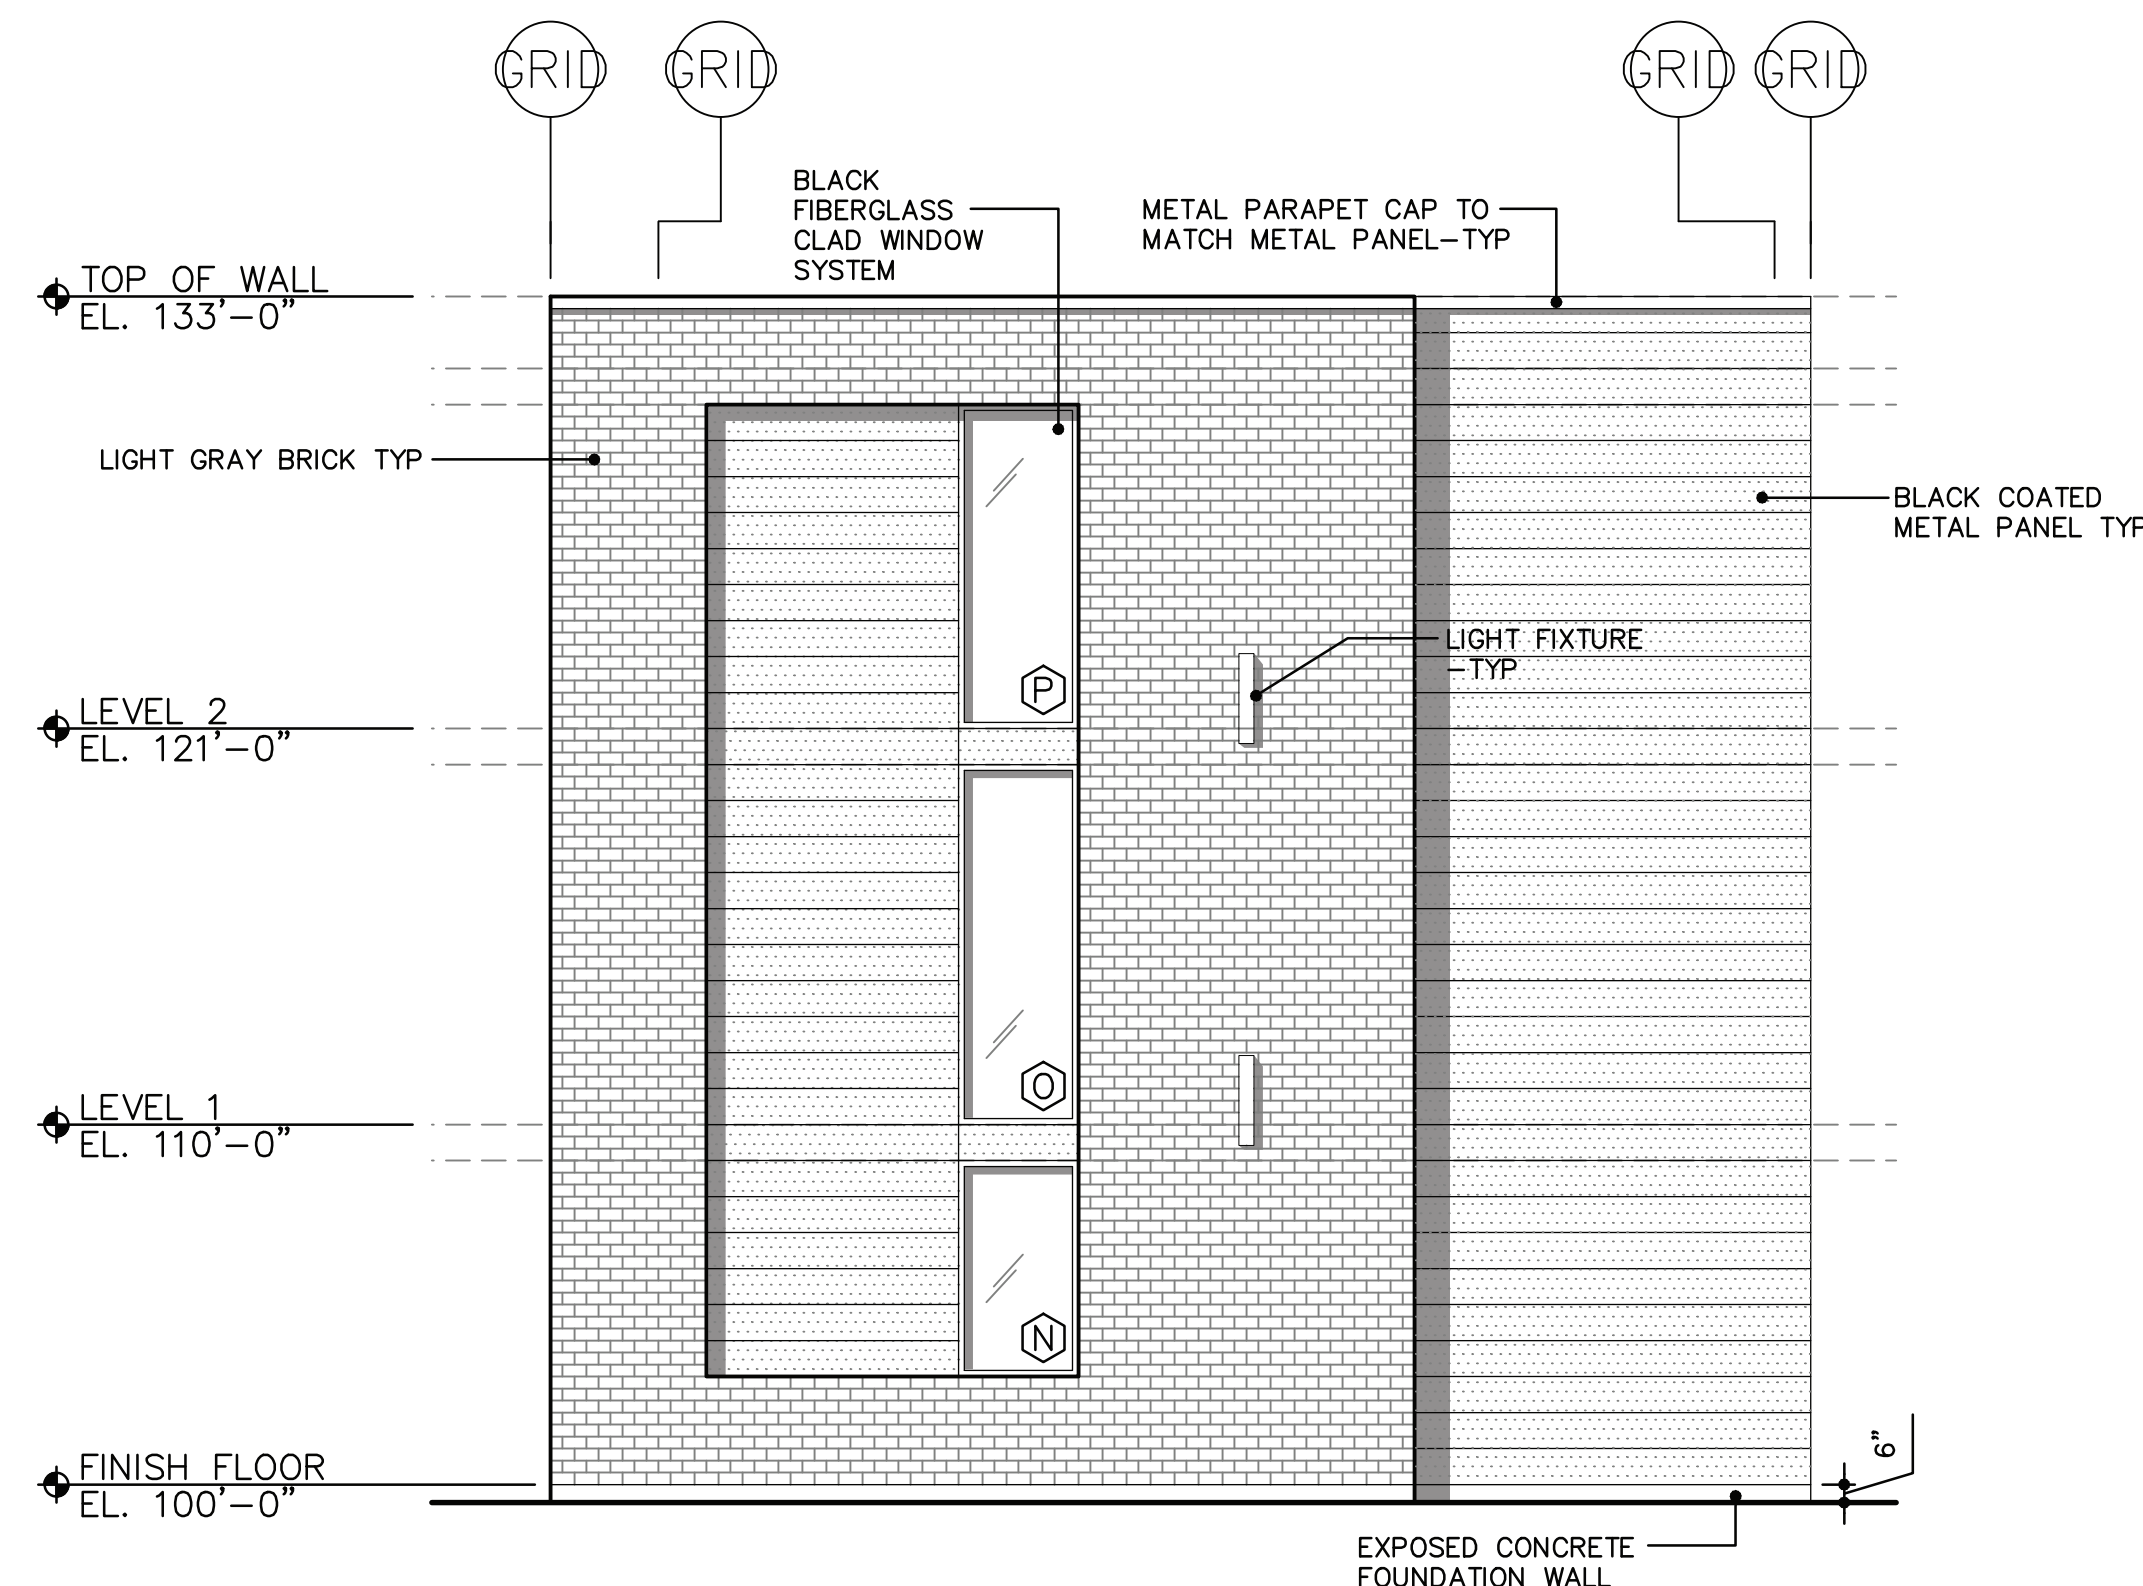 GRID
GRID
GRID
GRID
BLACK
FIBERGLASS
CLAD WINDOW
SYSTEM
METAL PARAPET CAP TO
MATCH METAL PANEL-TYP
TOP OF WALL
EL. 133'-0"
LIGHT GRAY BRICK TYP
BLACK COATED
METAL PANEL TYP
LIGHT FIXTURE
-TYP
P
LEVEL 2
EL. 121'-0"
O
LEVEL 1
EL. 110'-0"
N
FINISH FLOOR
EL. 100'-0"
6"
EXPOSED CONCRETE
FOUNDATION WALL